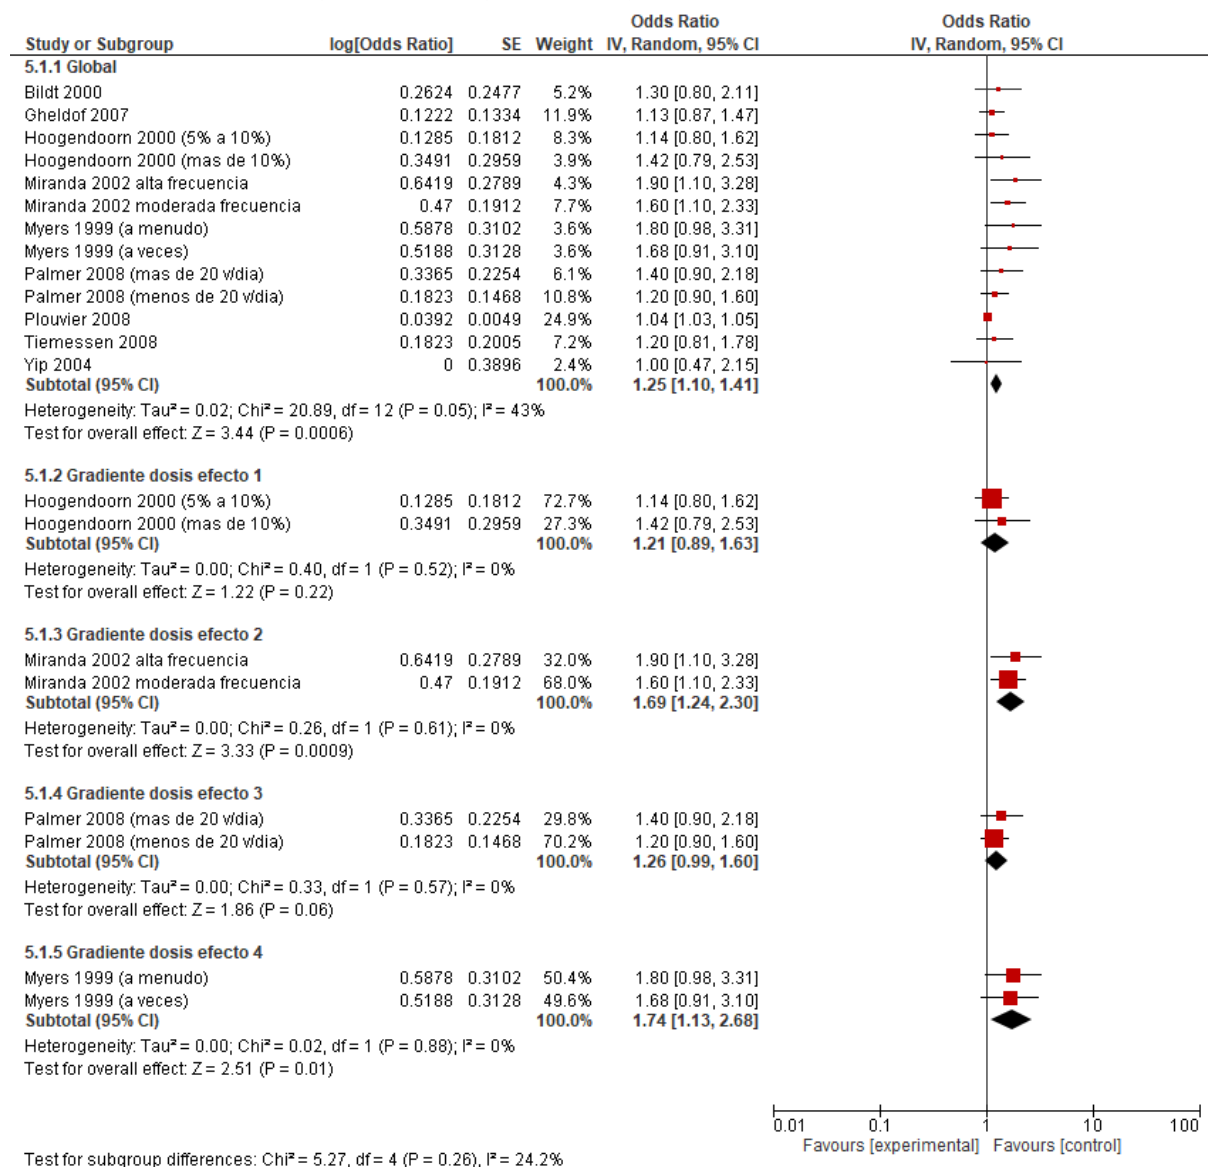 Odds Ratio Odds Ratio
Study or Subgroup log[Odds Ratio] SE Weight IV, Random, 95% CI IV, Random, 95% CI
5.1.1 Global
Bildt 2000 0.2624 0.2477 5.2% 1.30 [0.80, 2.11]
Gheldof 2007 0.1222 0.1334 11.9% 1.13 [0.87, 1.47]
Hoogendoorn 2000 (5% a 10%) 0.1285 0.1812 8.3% 1.14 [0.80, 1.62]
Hoogendoorn 2000 (mas de 10%) 0.3491 0.2959 3.9% 1.42 [0.79, 2.53]
Miranda 2002 alta frecuencia 0.6419 0.2789 4.3% 1.90 [1.10, 3.28]
Miranda 2002 moderada frecuencia 0.47 0.1912 7.7% 1.60 [1.10, 2.33]
Myers 1999 (a menudo) 0.5878 0.3102 3.6% 1.80 [0.98, 3.31]
Myers 1999 (a veces) 0.5188 0.3128 3.6% 1.68 [0.91, 3.10]
Palmer 2008 (mas de 20 v/dia) 0.3365 0.2254 6.1% 1.40 [0.90, 2.18]
Palmer 2008 (menos de 20 v/dia) 0.1823 0.1468 10.8% 1.20 [0.90, 1.60]
Plouvier 2008 0.0392 0.0049 24.9% 1.04 [1.03, 1.05]
Tiemessen 2008 0.1823 0.2005 7.2% 1.20 [0.81, 1.78]
Yip 2004 0 0.3896 2.4% 1.00 [0.47, 2.15]
Subtotal (95% CI) 100.0% 1.25 [1.10, 1.41]
Heterogeneity: Tau² = 0.02; Chi² = 20.89, df = 12 (P = 0.05); I² = 43%
Test for overall effect: Z = 3.44 (P = 0.0006)
5.1.2 Gradiente dosis efecto 1
Hoogendoorn 2000 (5% a 10%) 0.1285 0.1812 72.7% 1.14 [0.80, 1.62]
Hoogendoorn 2000 (mas de 10%) 0.3491 0.2959 27.3% 1.42 [0.79, 2.53]
Subtotal (95% CI) 100.0% 1.21 [0.89, 1.63]
Heterogeneity: Tau² = 0.00; Chi² = 0.40, df = 1 (P = 0.52); I² = 0%
Test for overall effect: Z = 1.22 (P = 0.22)
5.1.3 Gradiente dosis efecto 2
Miranda 2002 alta frecuencia 0.6419 0.2789 32.0% 1.90 [1.10, 3.28]
Miranda 2002 moderada frecuencia 0.47 0.1912 68.0% 1.60 [1.10, 2.33]
Subtotal (95% CI) 100.0% 1.69 [1.24, 2.30]
Heterogeneity: Tau² = 0.00; Chi² = 0.26, df = 1 (P = 0.61); I² = 0%
Test for overall effect: Z = 3.33 (P = 0.0009)
5.1.4 Gradiente dosis efecto 3
Palmer 2008 (mas de 20 v/dia) 0.3365 0.2254 29.8% 1.40 [0.90, 2.18]
Palmer 2008 (menos de 20 v/dia) 0.1823 0.1468 70.2% 1.20 [0.90, 1.60]
Subtotal (95% CI) 100.0% 1.26 [0.99, 1.60]
Heterogeneity: Tau² = 0.00; Chi² = 0.33, df = 1 (P = 0.57); I² = 0%
Test for overall effect: Z = 1.86 (P = 0.06)
5.1.5 Gradiente dosis efecto 4
Myers 1999 (a menudo) 0.5878 0.3102 50.4% 1.80 [0.98, 3.31]
Myers 1999 (a veces) 0.5188 0.3128 49.6% 1.68 [0.91, 3.10]
Subtotal (95% CI) 100.0% 1.74 [1.13, 2.68]
Heterogeneity: Tau² = 0.00; Chi² = 0.02, df = 1 (P = 0.88); I² = 0%
Test for overall effect: Z = 2.51 (P = 0.01)
0.01 0.1 1 10 100
Favours [experimental] Favours [control]
Test for subgroup differences: Chi² = 5.27, df = 4 (P = 0.26), I² = 24.2%